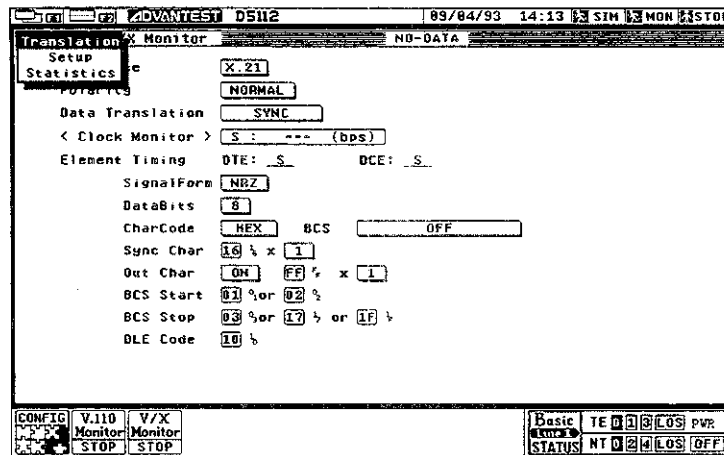 ADVANTEST D5112 09/04/93 14:13 SIM MON STO
Translation X Monitor NO-DATA
Setup
Statistics e X.21
Polarity NORMAL
Data Translation SYNC
< Clock Monitor > S : --- (bps)
Element Timing DTE: S DCE: S
SignalForm NRZ
DataBits 8
CharCode HEX BCS OFF
Sync Char 16 x 1
Out Char ON FF x 1
BCS Start 01 or 02
BCS Stop 03 or 17 or 1F
DLE Code 10
CONFIG V.110 Monitor STOP V/X Monitor STOP
Basic Line 1 STATUS
TE 0 1 3 LOS PWR
NT 0 2 4 LOS OFF